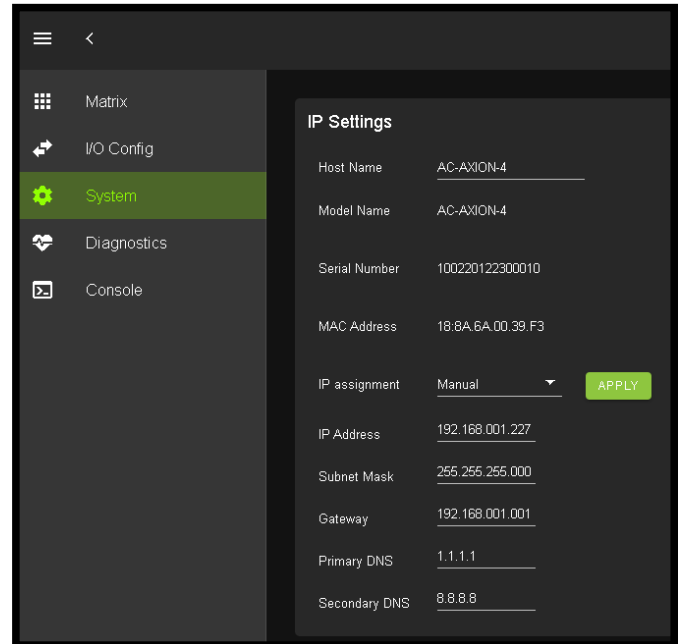 Matrix
I/O Config
System
Diagnostics
Console
IP Settings
Host Name AC-AXION-4
Model Name AC-AXION-4
Serial Number 100220122300010
MAC Address 18:8A.6A.00.39.F3
IP assignment Manual APPLY
IP Address 192.168.001.227
Subnet Mask 255.255.255.000
Gateway 192.168.001.001
Primary DNS 1.1.1.1
Secondary DNS 8.8.8.8